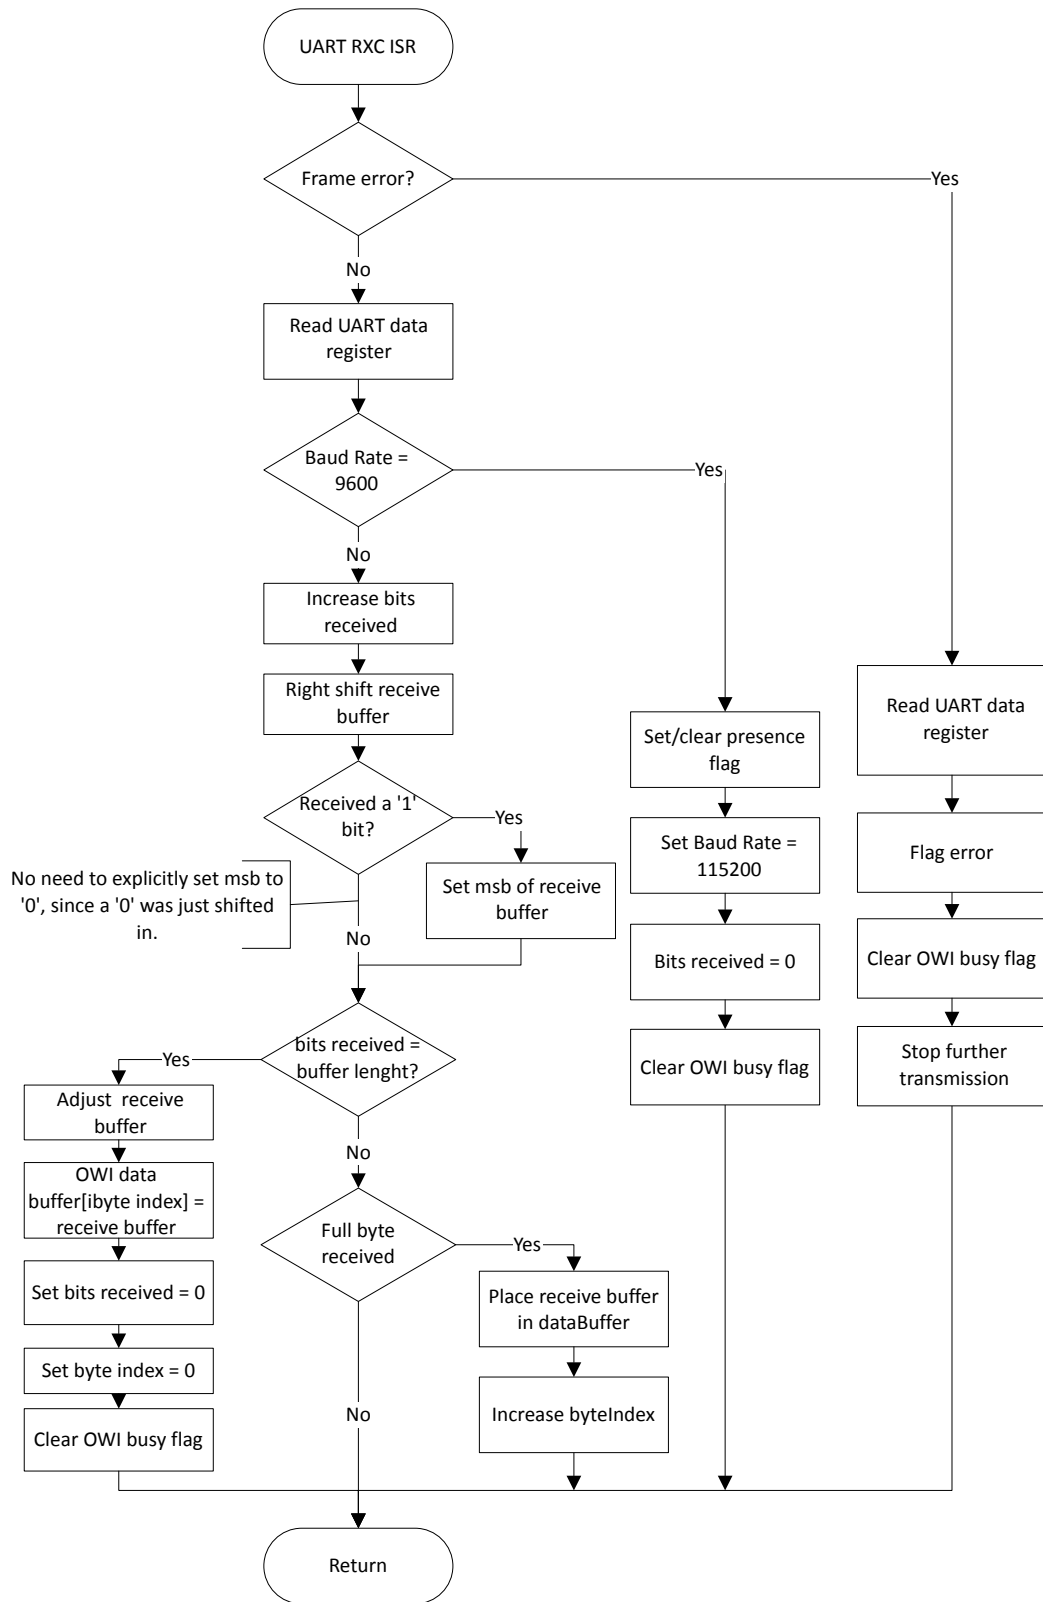 UART RXC ISR
Frame error?
Yes
No
Read UART data
register
Baud Rate =
9600
Yes
No
Increase bits
received
Right shift receive
buffer
Received a '1'
bit?
Yes
No need to explicitly set msb to
'0', since a '0' was just shifted
in.
Set msb of receive
buffer
No
Set/clear presence
flag
Set Baud Rate =
115200
Bits received = 0
Clear OWI busy flag
Read UART data
register
Flag error
Clear OWI busy flag
Stop further
transmission
bits received =
buffer lenght?
Yes
Adjust  receive
buffer
OWI data
buffer[ibyte index] =
receive buffer
Set bits received = 0
Set byte index = 0
Clear OWI busy flag
No
Full byte
received
Yes
Place receive buffer
in dataBuffer
Increase byteIndex
No
Return